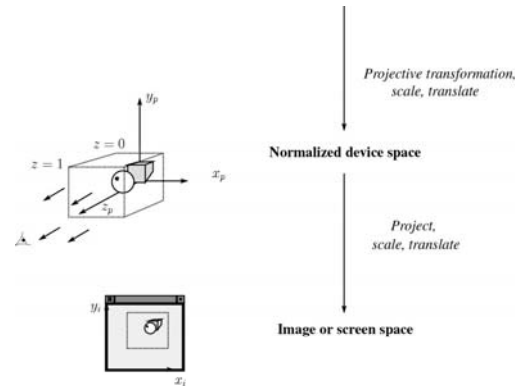 Projective transformation,
scale, translate
y_p
z = 0
z = 1
x_p
z_p
Normalized device space
Project,
scale, translate
y_i
x_i
Image or screen space